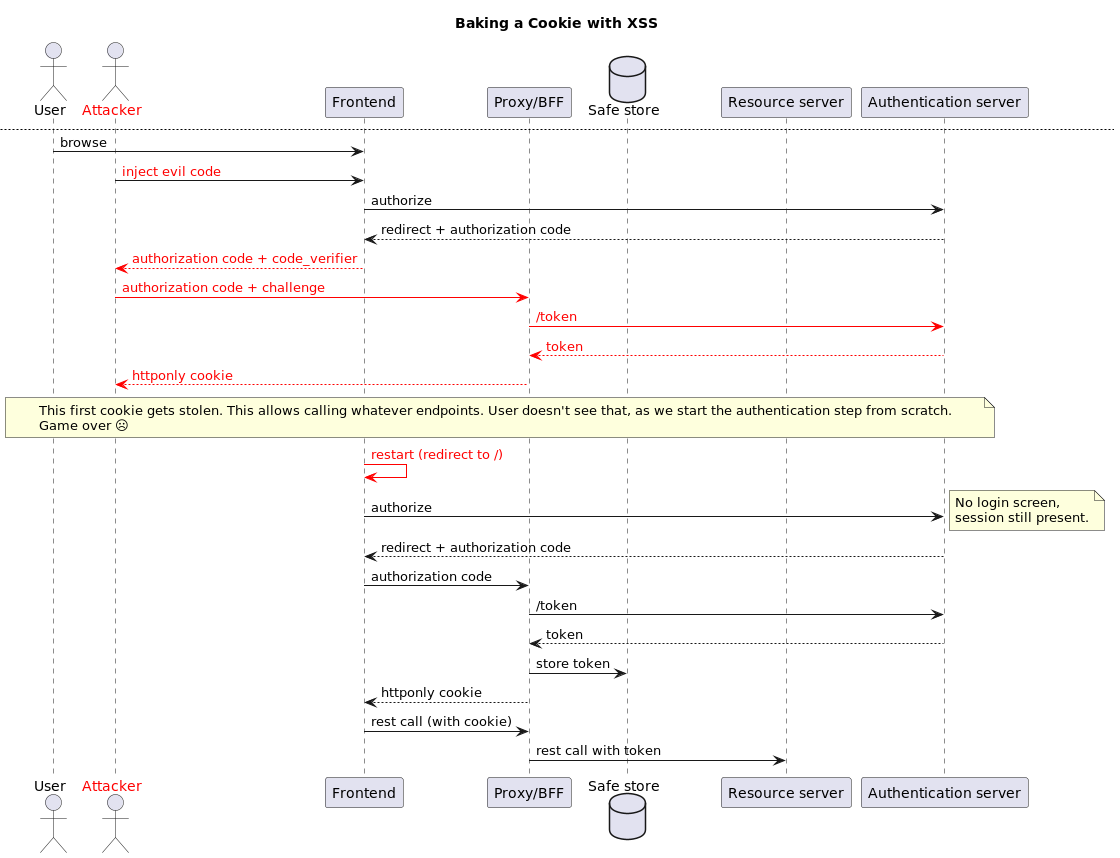 Baking a Cookie with XSS
User
Attacker
Frontend
Proxy/BFF
Safe store
Resource server
Authentication server
browse
inject evil code
authorize
redirect + authorization code
authorization code + code_verifier
authorization code + challenge
/token
token
httponly cookie
This first cookie gets stolen. This allows calling whatever endpoints. User doesn't see that, as we start the authentication step from scratch.
Game over ☹
restart (redirect to /)
authorize
No login screen,
session still present.
redirect + authorization code
authorization code
/token
token
store token
httponly cookie
rest call (with cookie)
rest call with token
User
Attacker
Frontend
Proxy/BFF
Safe store
Resource server
Authentication server